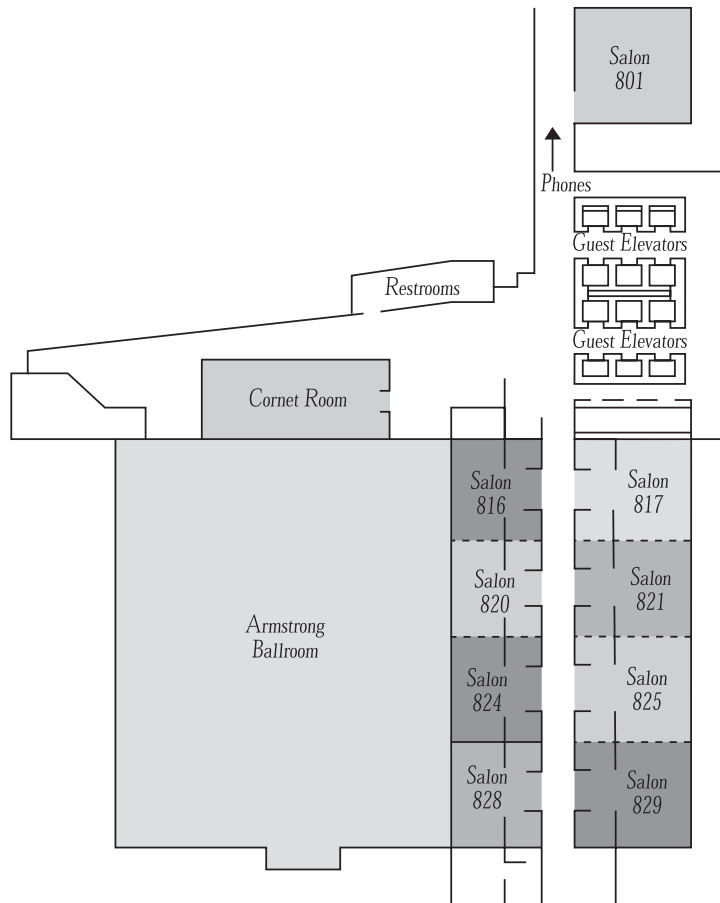 Salon
801
Phones
Guest Elevators
Restrooms
Guest Elevators
Cornet Room
Salon
816
Salon
817
Salon
820
Salon
821
Armstrong
Ballroom
Salon
824
Salon
825
Salon
828
Salon
829